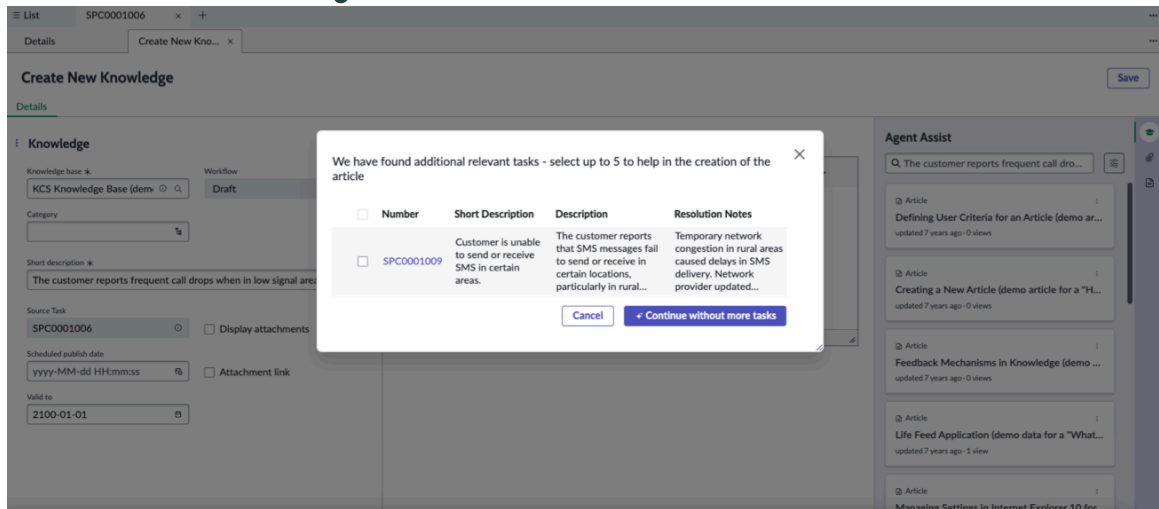 List
SPC0001006
Details
Create New Kno...
Create New Knowledge
Save
Details
Knowledge
Knowledge base
KCS Knowledge Base (dem
Workflow
Draft
Category
Short description
The customer reports frequent call drops when in low signal area
Source Task
SPC0001006
Display attachments
Scheduled publish date
yyyy-MM-dd HH:mm:ss
Attachment link
Valid to
2100-01-01
We have found additional relevant tasks - select up to 5 to help in the creation of the
article
Number Short Description Description Resolution Notes
SPC0001009
Customer is unable
to send or receive
SMS in certain
areas.
The customer reports
that SMS messages fail
to send or receive in
certain locations,
particularly in rural...
Temporary network
congestion in rural areas
caused delays in SMS
delivery. Network
provider updated...
Cancel
Continue without more tasks
Agent Assist
The customer reports frequent call dro...
Article
Defining User Criteria for an Article (demo ar...
updated 7 years ago · 0 views
Article
Creating a New Article (demo article for a "H...
updated 7 years ago · 0 views
Article
Feedback Mechanisms in Knowledge (demo ...
updated 7 years ago · 0 views
Article
Life Feed Application (demo data for a "What...
updated 7 years ago · 1 view
Article
Managing Settings in Internet Explorer 10 for